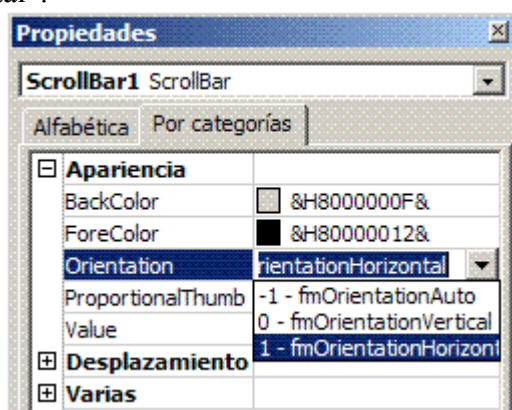 Propiedades
ScrollBar1 ScrollBar
Alfabética Por categorías
Apariencia
BackColor &H8000000F&
ForeColor &H80000012&
Orientation rientationHorizontal
ProportionalThumb -1 - fmOrientationAuto
Value 0 - fmOrientationVertical
1 - fmOrientationHorizont
Desplazamiento
Varias